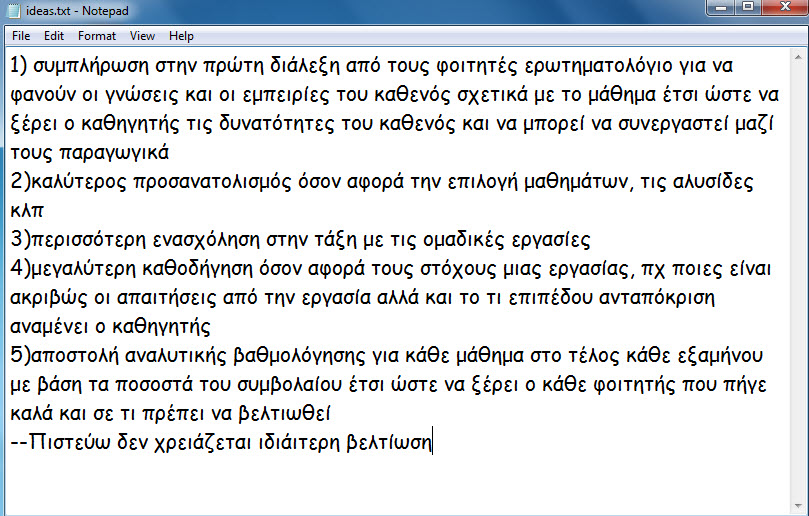 ideas.txt - Notepad
File Edit Format View Help
1) συμπλήρωση στην πρώτη διάλεξη από τους φοιτητές ερωτηματολόγιο για να
φανούν οι γνώσεις και οι εμπειρίες του καθενός σχετικά με το μάθημα έτσι ώστε να
ξέρει ο καθηγητής τις δυνατότητες του καθενός και να μπορεί να συνεργαστεί μαζί
τους παραγωγικά
2)καλύτερος προσανατολισμός όσον αφορά την επιλογή μαθημάτων, τις αλυσίδες
κλπ
3)περισσότερη ενασχόληση στην τάξη με τις ομαδικές εργασίες
4)μεγαλύτερη καθοδήγηση όσον αφορά τους στόχους μιας εργασίας, πχ ποιες είναι
ακριβώς οι απαιτήσεις από την εργασία αλλά και το τι επιπέδου ανταπόκριση
αναμένει ο καθηγητής
5)αποστολή αναλυτικής βαθμολόγησης για κάθε μάθημα στο τέλος κάθε εξαμήνου
με βάση τα ποσοστά του συμβολαίου έτσι ώστε να ξέρει ο κάθε φοιτητής που πήγε
καλά και σε τι πρέπει να βελτιωθεί
--Πιστεύω δεν χρειάζεται ιδιάιτερη βελτίωση